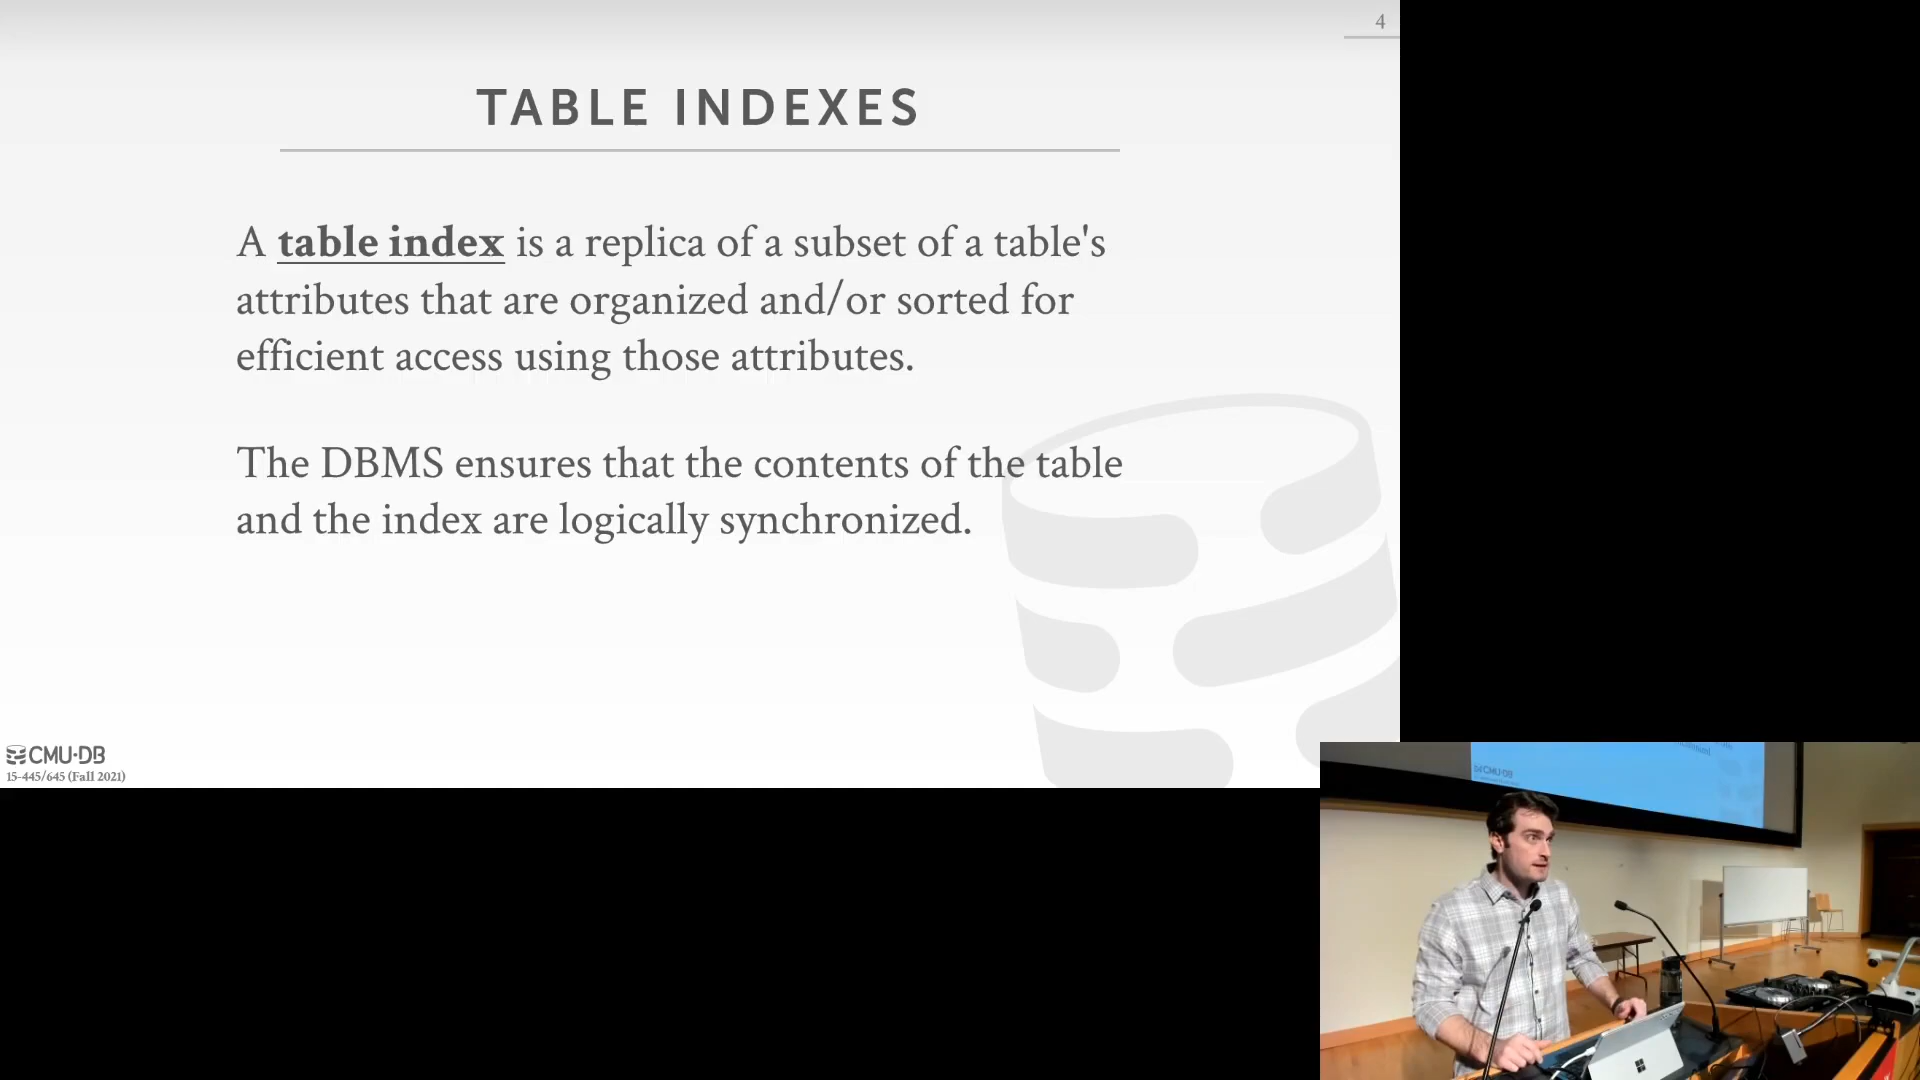 4
TABLE INDEXES
A table index is a replica of a subset of a table's
attributes that are organized and/or sorted for
efficient access using those attributes.
The DBMS ensures that the contents of the table
and the index are logically synchronized.
CMU·DB
15-445/645 (Fall 2021)
CMU·DB